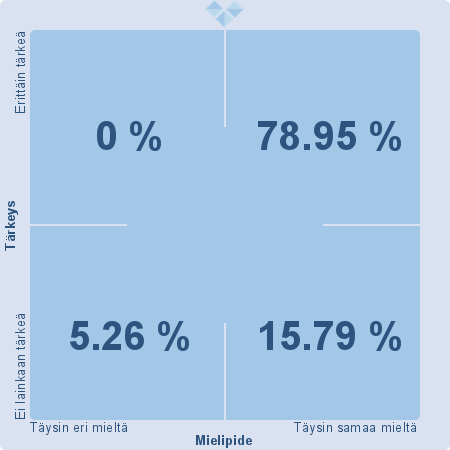 Erittäin tärkeä
0 %
78.95 %
Tärkeys
5.26 %
15.79 %
Ei lainkaan tärkeä
Täysin eri mieltä
Täysin samaa mieltä
Mielipide